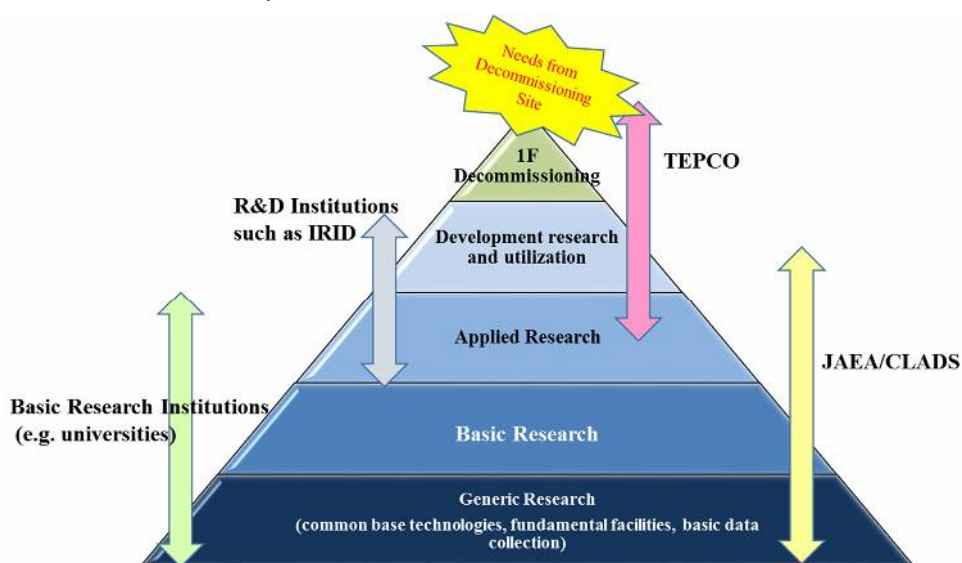 Needs from
Decommissioning
Site
1F
Decommissioning
TEPCO
R&D Institutions
such as IRID
Development research
and utilization
Applied Research
JAEA/CLADS
Basic Research Institutions
(e.g. universities)
Basic Research
Generic Research
(common base technologies, fundamental facilities, basic data
collection)